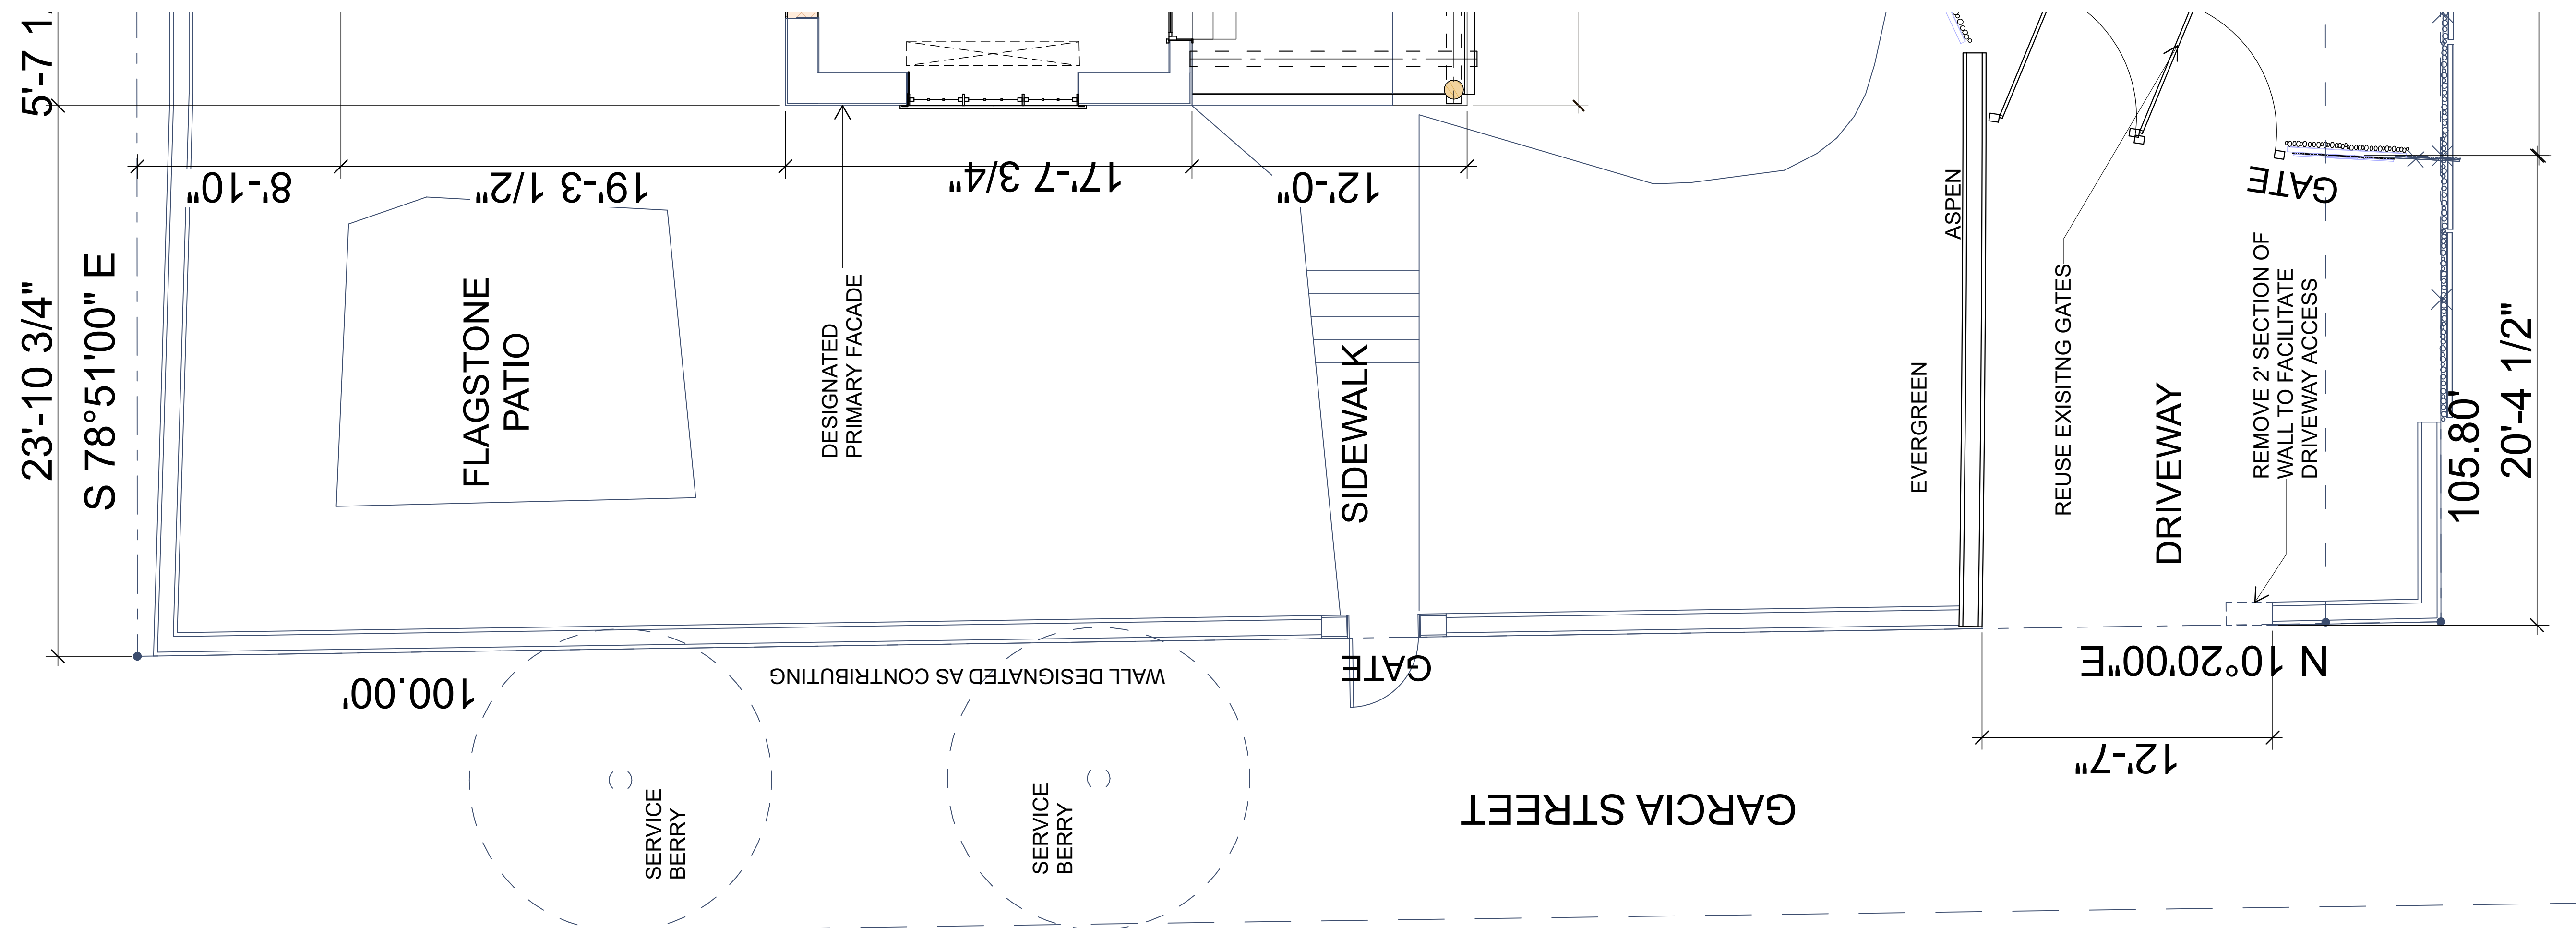 5'-7 1
23'-10 3/4"
S 78°51'00" E
8'-10"
19'-3 1/2"
17'-7 3/4"
12'-0"
FLAGSTONE
PATIO
DESIGNATED
PRIMARY FACADE
SIDEWALK
EVERGREEN
ASPEN
REUSE EXISITNG GATES
DRIVEWAY
GATE
REMOVE 2' SECTION OF
WALL TO FACILITATE
DRIVEWAY ACCESS
105.80'
20'-4 1/2"
100.00'
WALL DESIGNATED AS CONTRIBUTING
GATE
N 10°20'00"E
12'-7"
SERVICE
BERRY
SERVICE
BERRY
GARCIA STREET